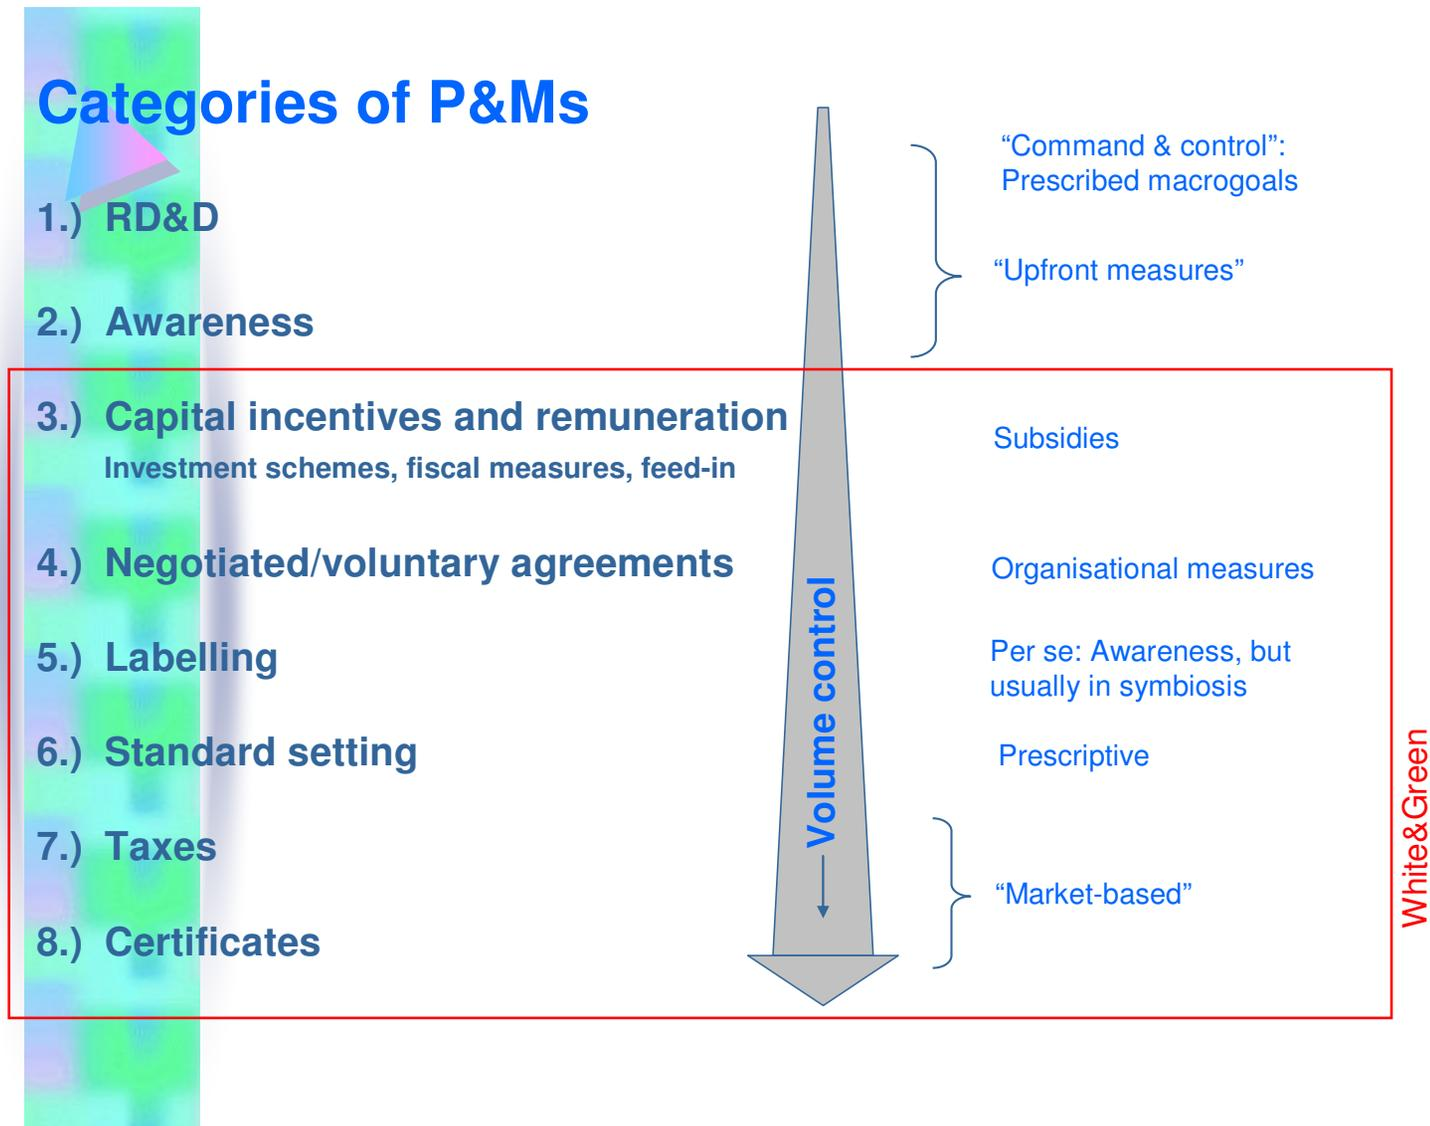 Categories of P&Ms
“Command & control”:
Prescribed macrogoals
1.) RD&D
“Upfront measures”
2.) Awareness
3.) Capital incentives and remuneration
Subsidies
Investment schemes, fiscal measures, feed-in
4.) Negotiated/voluntary agreements
Organisational measures
5.) Labelling
Per se: Awareness, but
usually in symbiosis
6.) Standard setting
Prescriptive
7.) Taxes
“Market-based”
8.) Certificates
Volume control
White&Green